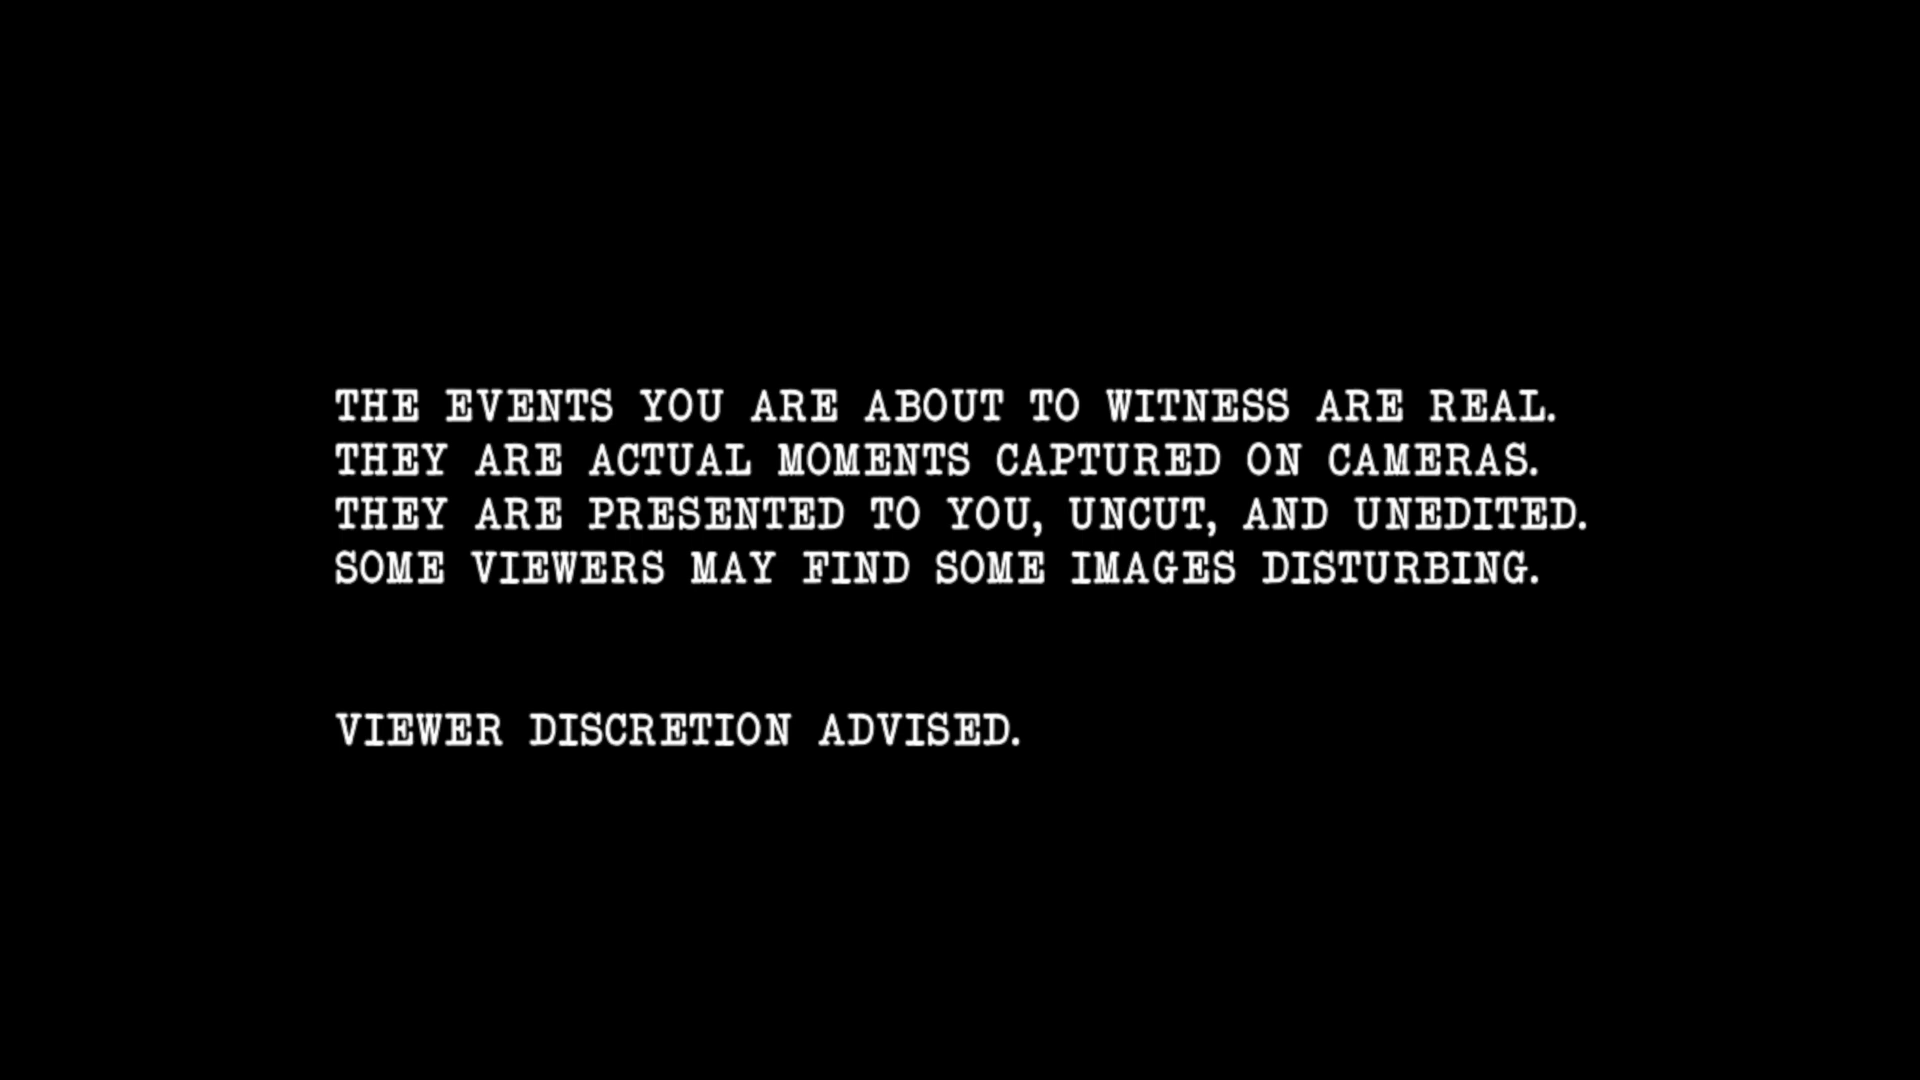 THE EVENTS YOU ARE ABOUT TO WITNESS ARE REAL.
THEY ARE ACTUAL MOMENTS CAPTURED ON CAMERAS.
THEY ARE PRESENTED TO YOU, UNCUT, AND UNEDITED.
SOME VIEWERS MAY FIND SOME IMAGES DISTURBING.
VIEWER DISCRETION ADVISED.